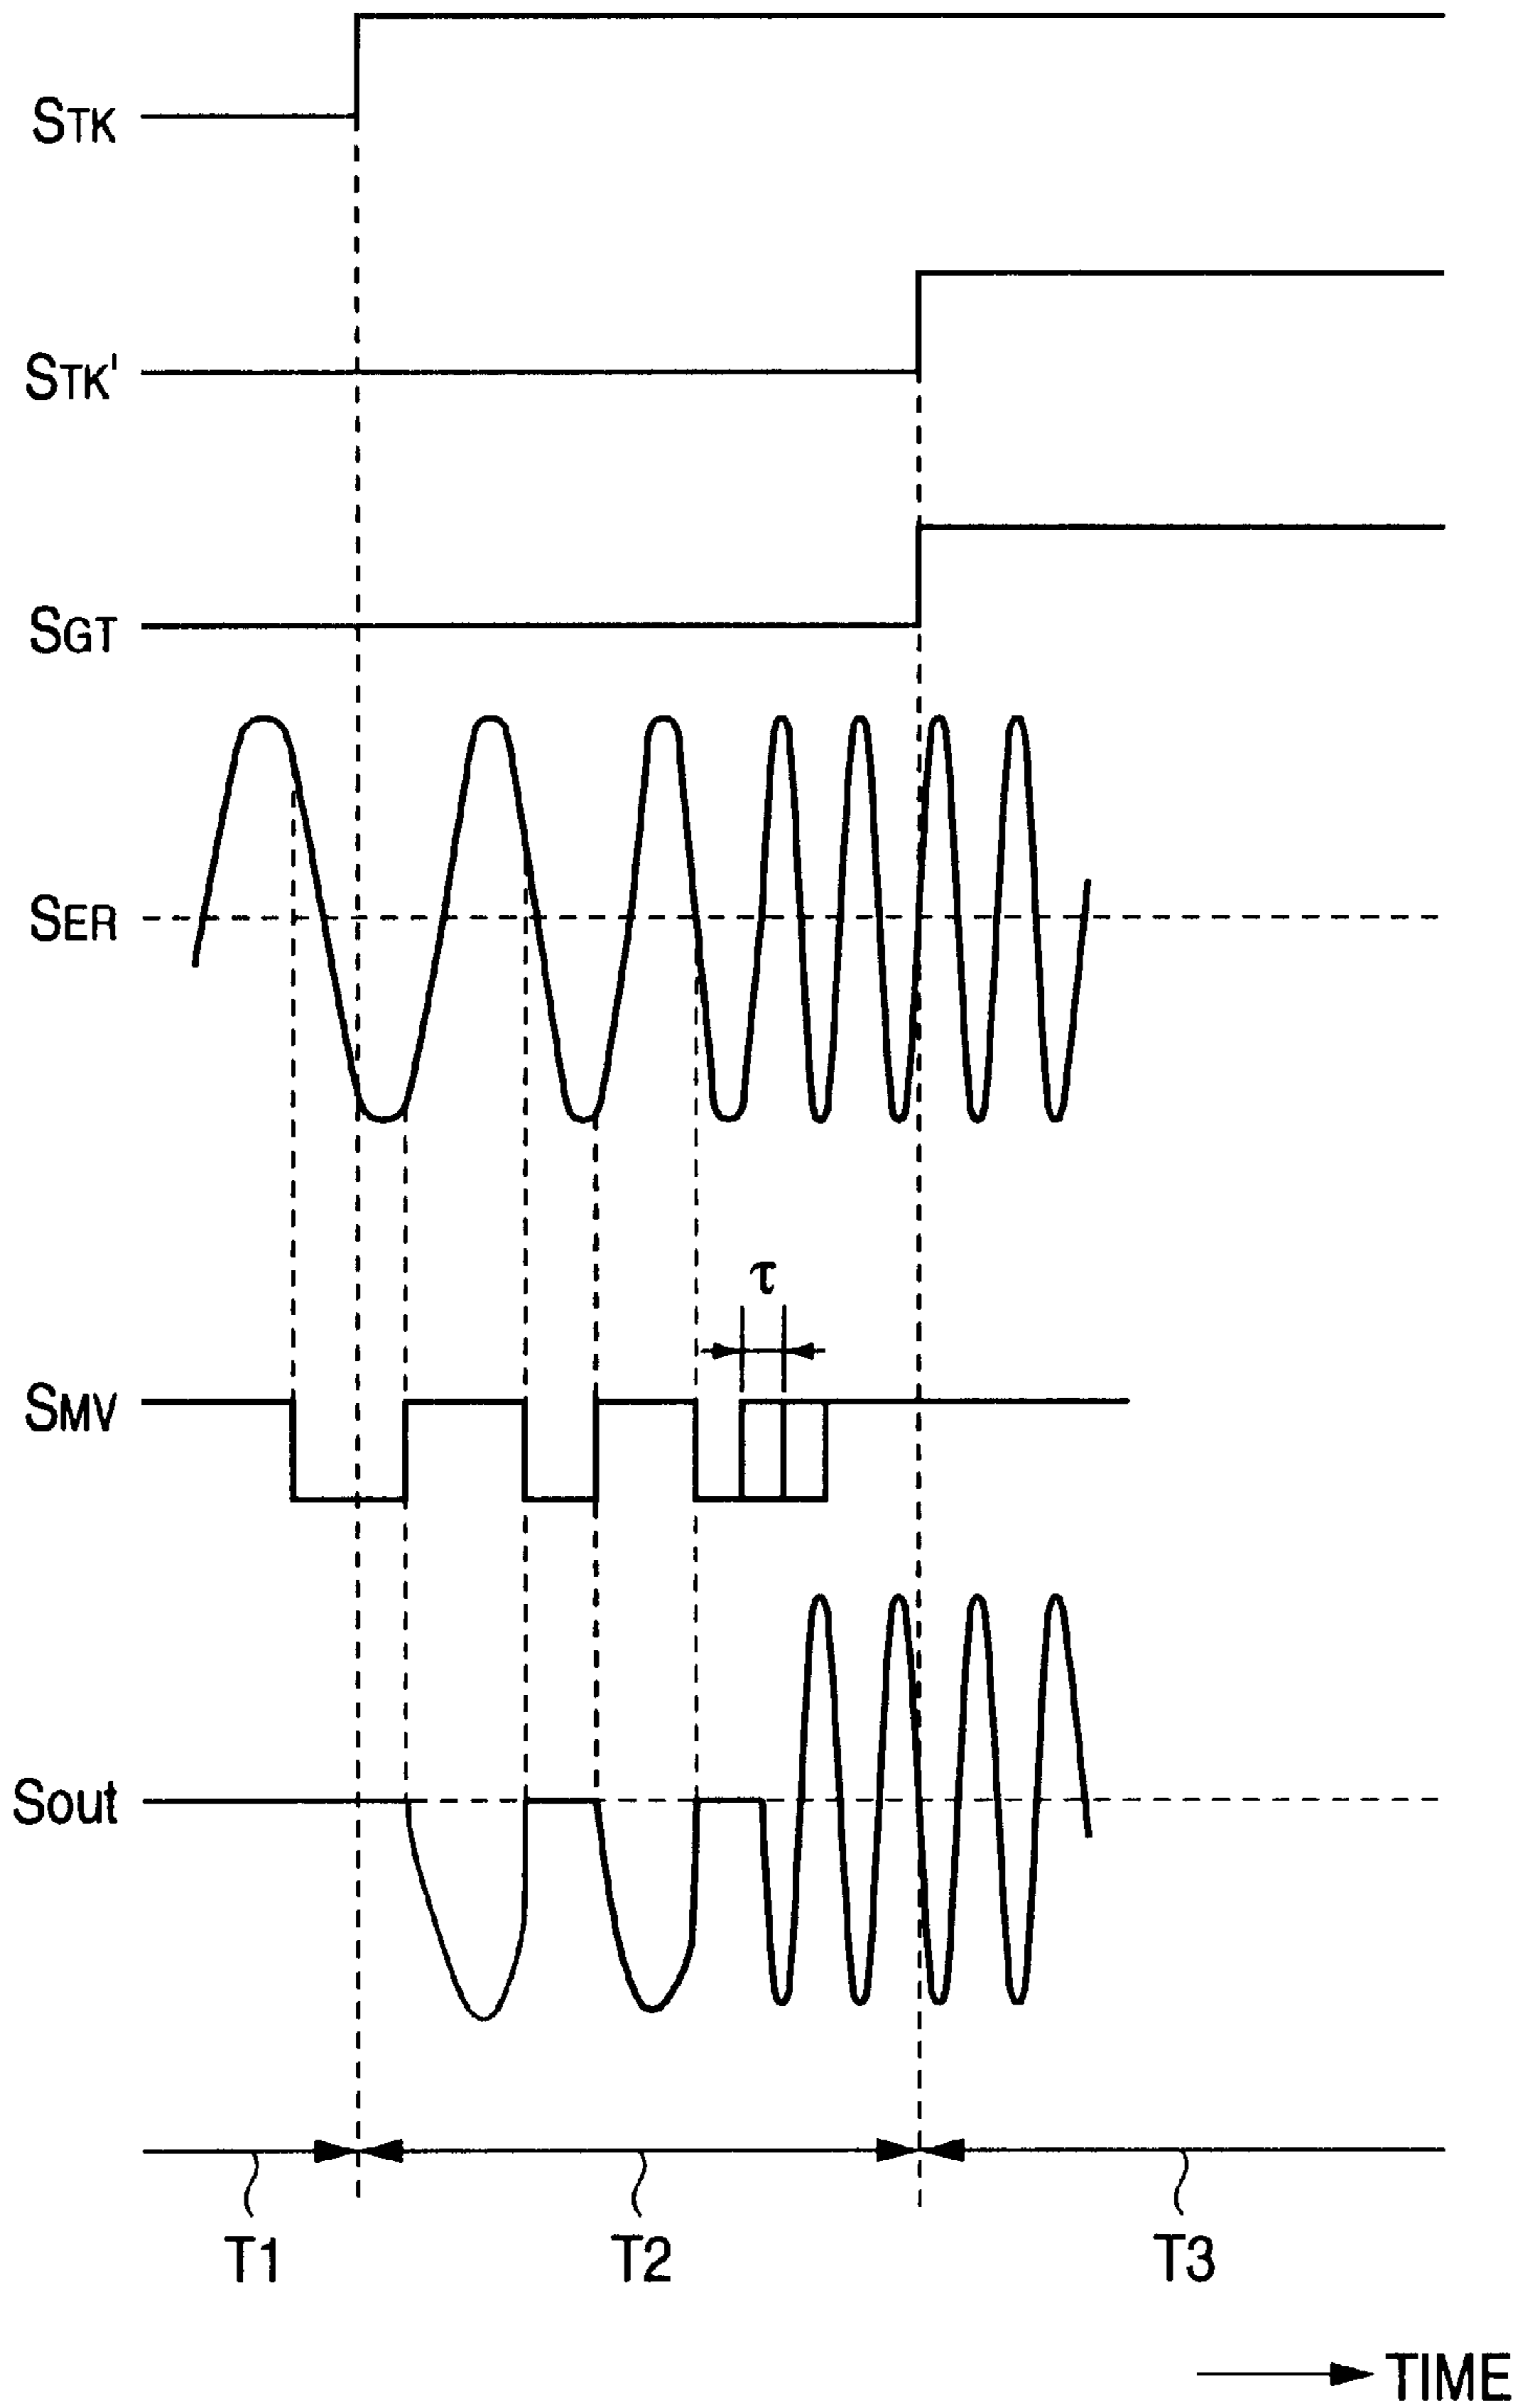 STK
STK'
SGT
SER
τ
SMV
Sout
T1 T2 T3
TIME